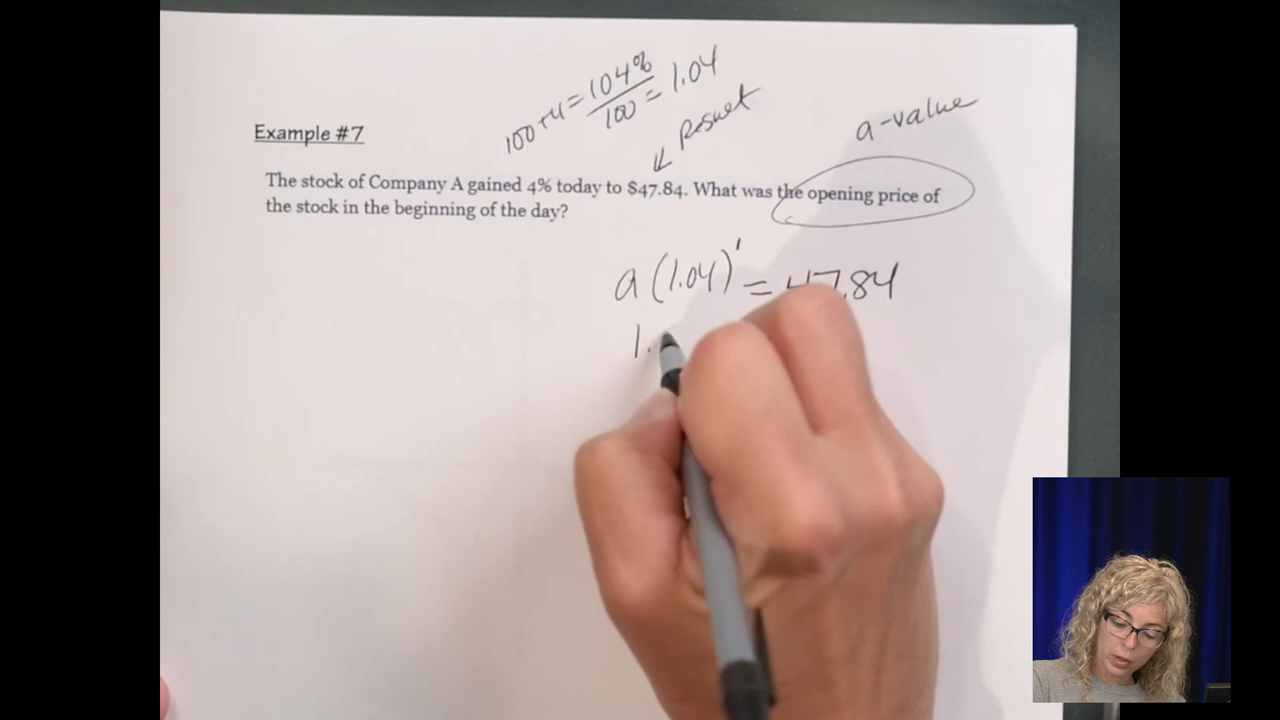 100+4 = 104%/100 = 1.04
Result
a-value
Example #7
The stock of Company A gained 4% today to $47.84. What was the opening price of
the stock in the beginning of the day?
a(1.04)¹ = 47.84
1.